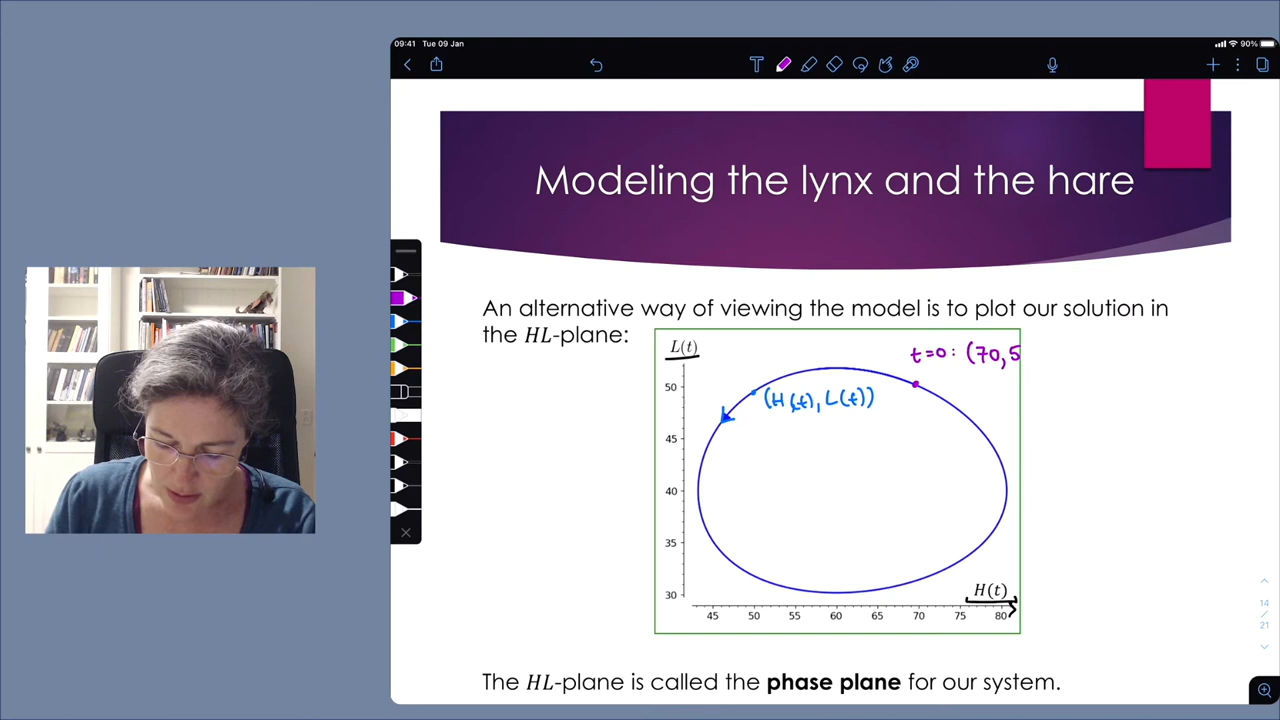 09:41 Tue 09 Jan
90%
Modeling the lynx and the hare
An alternative way of viewing the model is to plot our solution in
the HL-plane:
L(t)
t=0: (70,5
50
(H(t), L(t))
45
40
35
30
H(t)
45 50 55 60 65 70 75 80
The HL-plane is called the phase plane for our system.
14
/
21